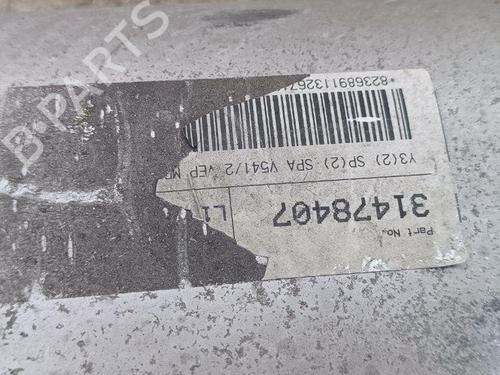 *823689113267
Y3(2) SP(2) SPA V541/2 VEP
31478407
Part No.
L1
B-PARTS